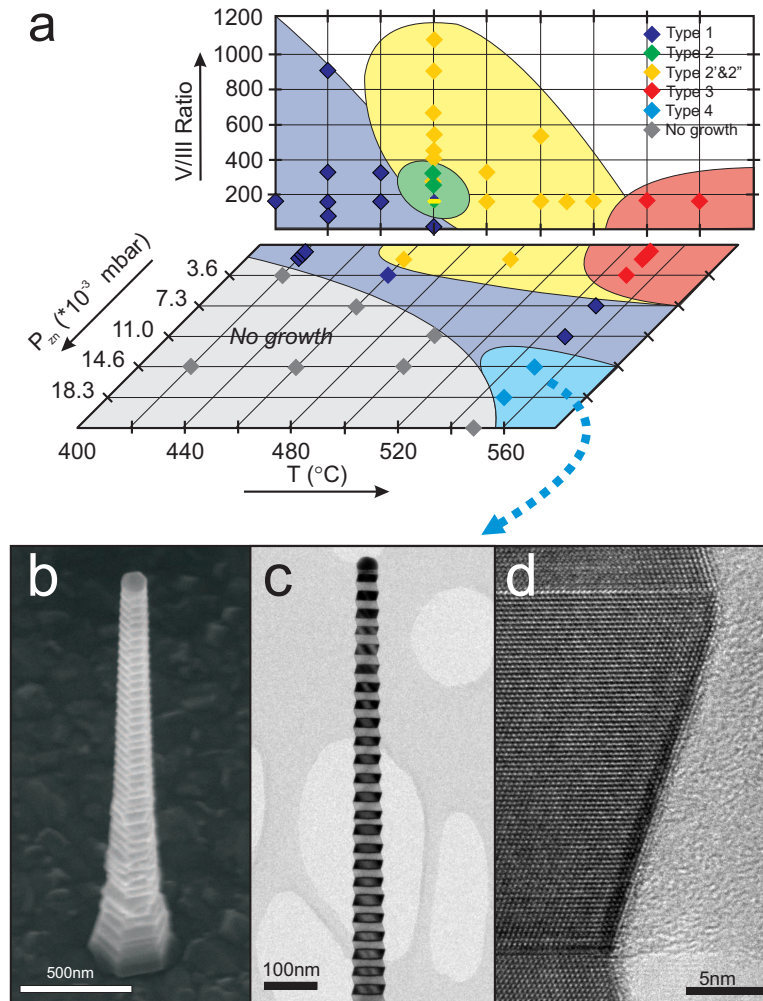 a
1200
1000
800
600
400
200
V/III Ratio
Type 1
Type 2
Type 2'&2"
Type 3
Type 4
No growth
3.6
7.3
11.0
14.6
18.3
P zn (*10-3 mbar)
No growth
400
440
480
520
560
T (°C)
b
500nm
c
100nm
d
5nm